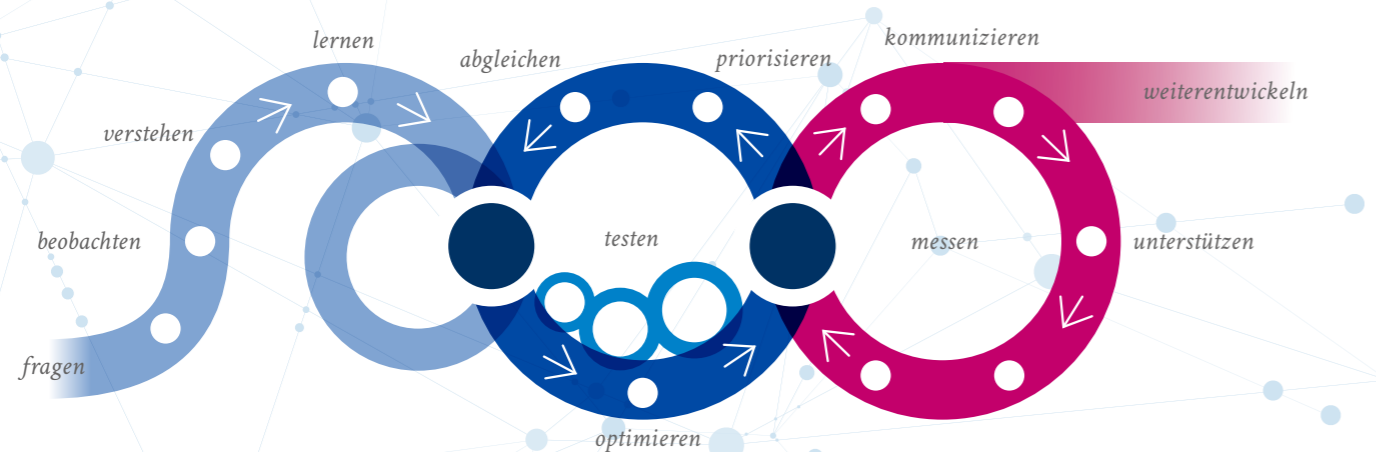 fragen
beobachten
verstehen
lernen
abgleichen
testen
optimieren
priorisieren
kommunizieren
messen
unterstützen
weiterentwickeln